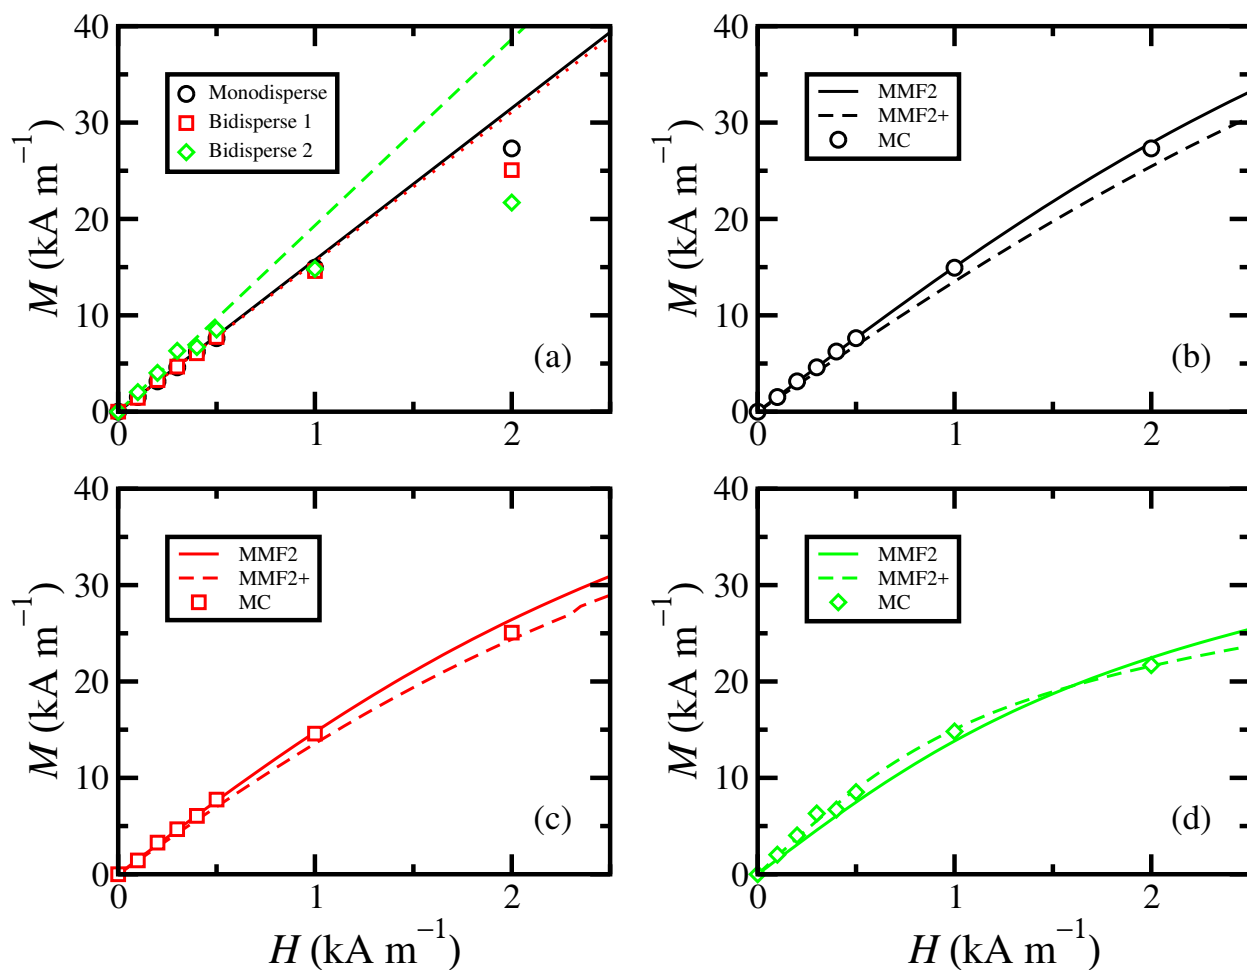 40
30
20
10
0
M (kA m⁻¹)
Monodisperse
Bidisperse 1
Bidisperse 2
(a)
0
1
2
40
30
20
10
0
M (kA m⁻¹)
MMF2
MMF2+
MC
(b)
0
1
2
40
30
20
10
0
M (kA m⁻¹)
MMF2
MMF2+
MC
(c)
0
1
2
H (kA m⁻¹)
40
30
20
10
0
M (kA m⁻¹)
MMF2
MMF2+
MC
(d)
0
1
2
H (kA m⁻¹)